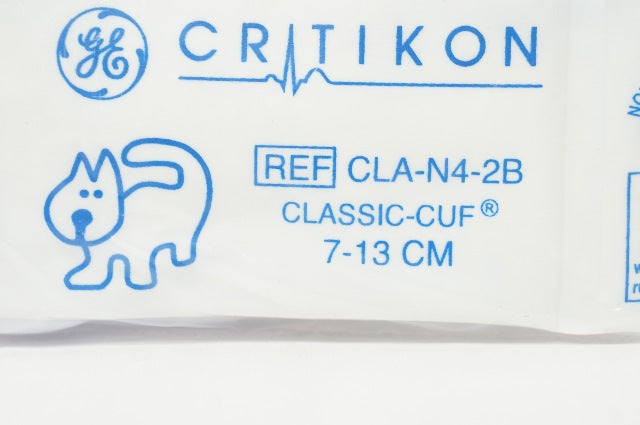 GE
CRITIKON
REF CLA-N4-2B
CLASSIC-CUF®
7-13 CM